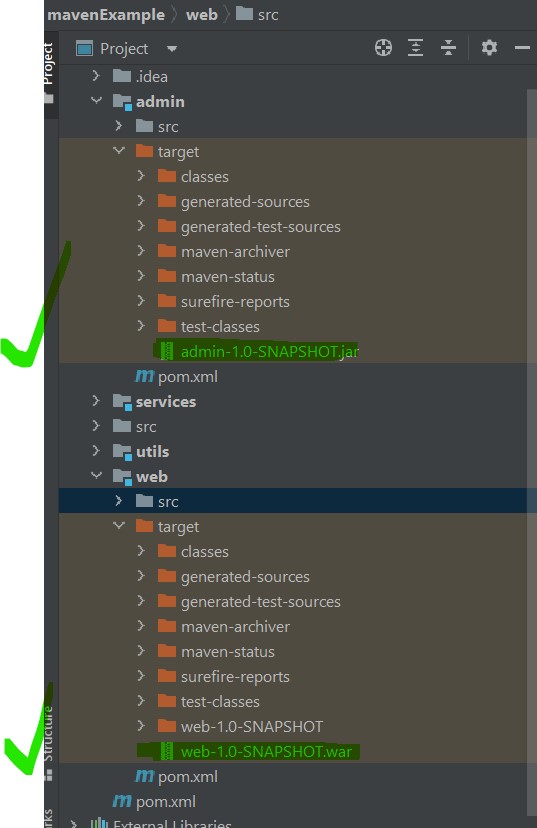 mavenExample web src
Project
Project
.idea
admin
src
target
classes
generated-sources
generated-test-sources
maven-archiver
maven-status
surefire-reports
test-classes
admin-1.0-SNAPSHOT.jar
m pom.xml
services
src
utils
web
src
target
classes
generated-sources
generated-test-sources
maven-archiver
maven-status
surefire-reports
test-classes
web-1.0-SNAPSHOT
web-1.0-SNAPSHOT.war
Structure
m pom.xml
m pom.xml
External Libraries